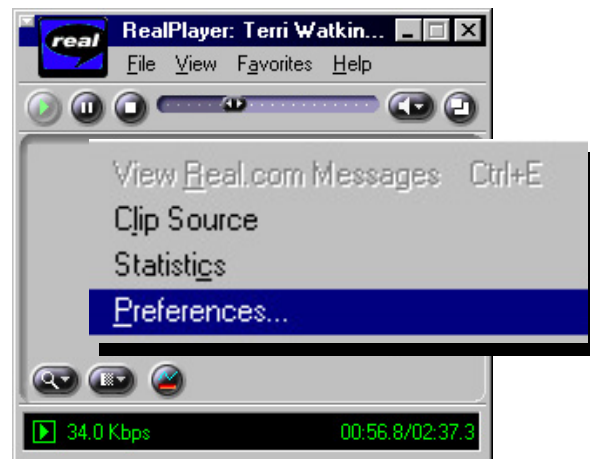 real
RealPlayer: Terri Watkin...
File View Favorites Help
View Real.com Messages Ctrl+E
Clip Source
Statistics
Preferences...
34.0 Kbps 00:56.8/02:37.3